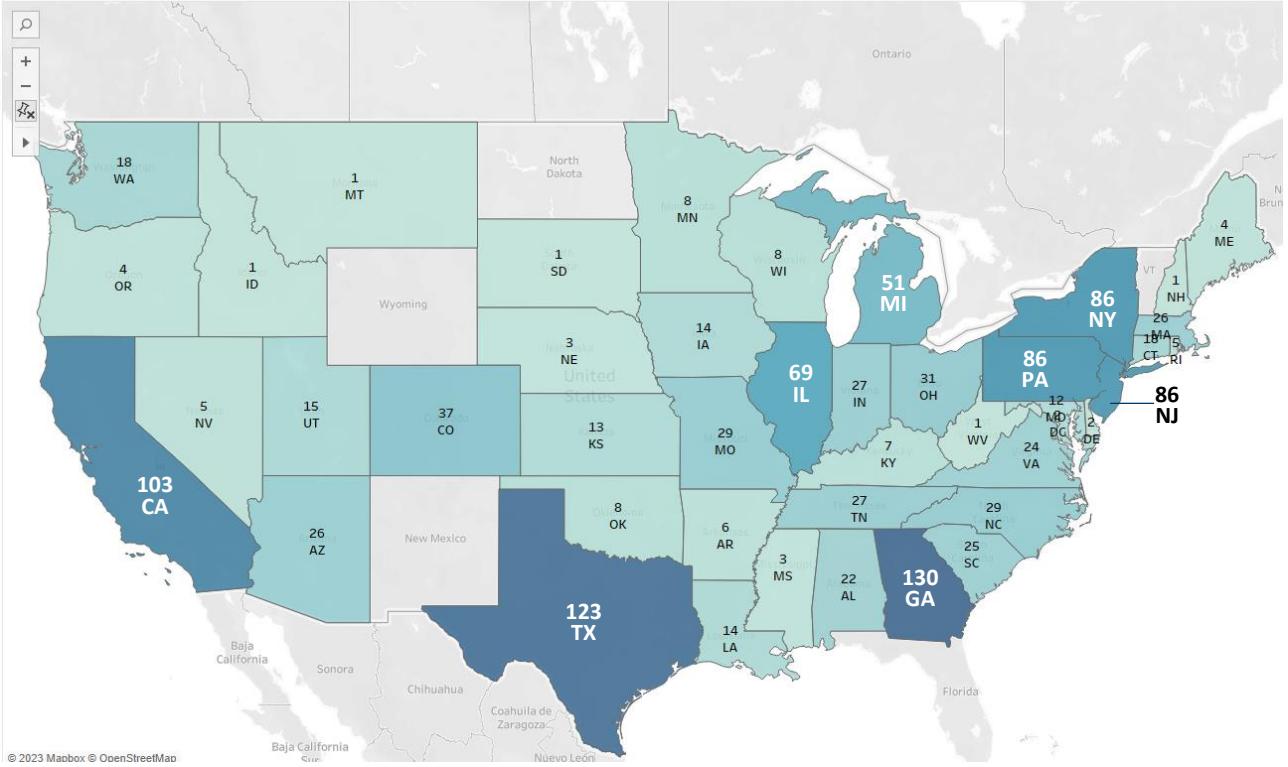 Ontario
18
WA
1
MT
North
Dakota
8
MN
4
OR
1
ID
1
SD
8
WI
51
MI
4
ME
VT
1
NH
Wyoming
86
NY
26
MA
18
CT
5
RI
14
IA
3
NE
United
States
86
PA
69
IL
27
IN
31
OH
86
NJ
5
NV
15
UT
37
CO
13
KS
29
MO
12
MD
DC
2
DE
1
WV
24
VA
7
KY
103
CA
26
AZ
New Mexico
8
OK
6
AR
27
TN
29
NC
25
SC
3
MS
22
AL
130
GA
123
TX
14
LA
Baja
California
Sonora
Chihuahua
Coahuila de
Zaragoza
Florida
Baja California
Sur
Nuevo León
© 2023 Mapbox © OpenStreetMap